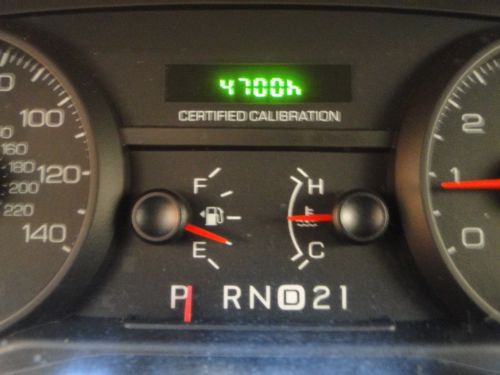 4700h
CERTIFIED CALIBRATION
100
120
140
160
180
200
220
F
E
H
C
2
1
0
P R N D 2 1